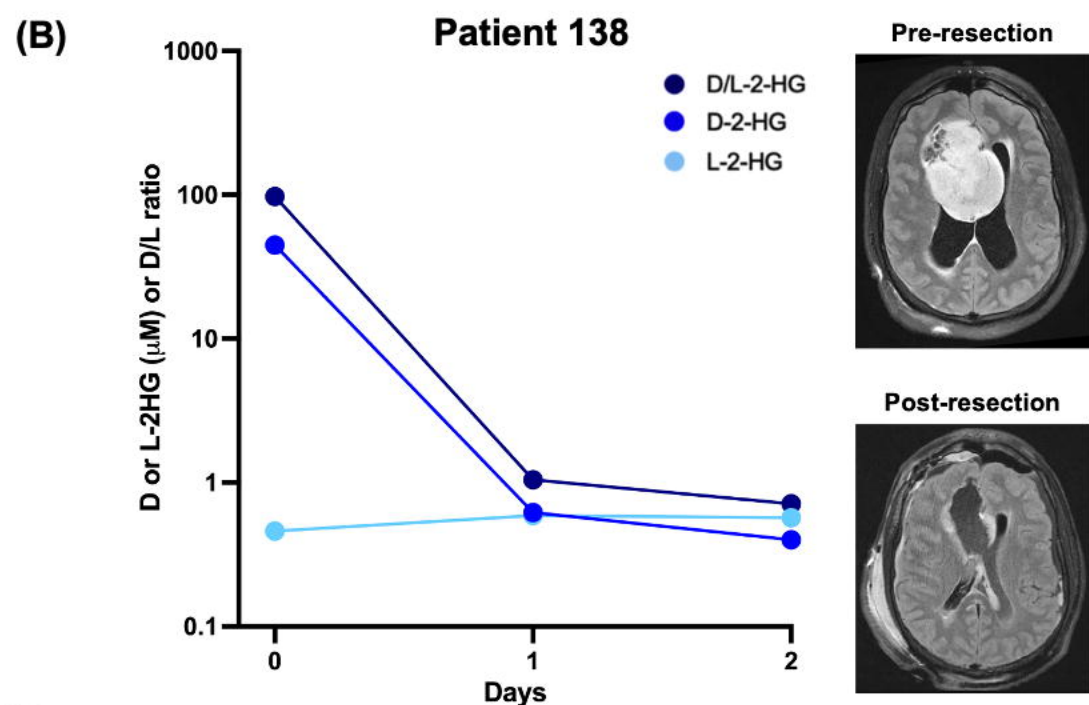 (B)
Patient 138
D or L-2HG (μM) or D/L ratio
1000
100
10
1
0.1
0
1
2
Days
D/L-2-HG
D-2-HG
L-2-HG
Pre-resection
Post-resection